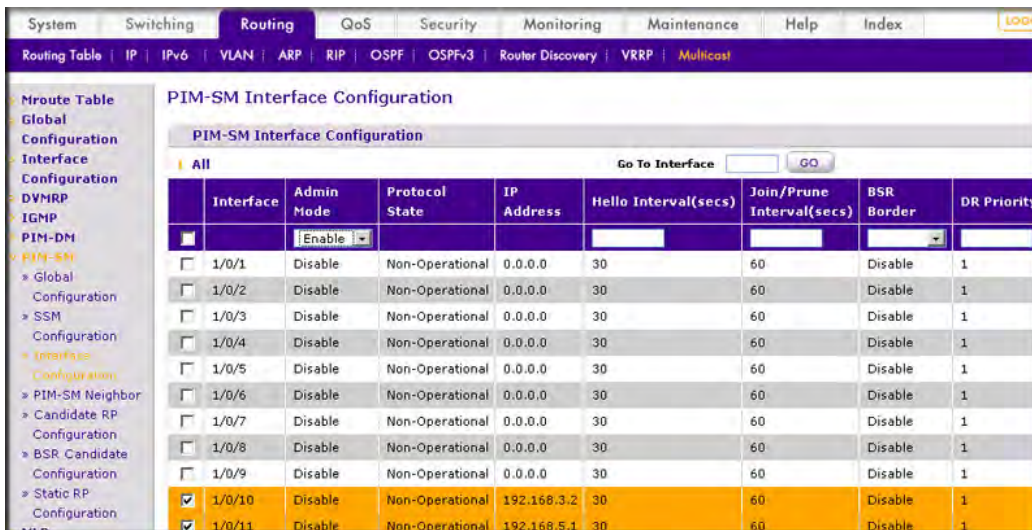 System Switching Routing QoS Security Monitoring Maintenance Help Index
Routing Table | IP | IPv6 | VLAN | ARP | RIP | OSPF | OSPFv3 | Router Discovery | VRRP | Multicast
Mroute Table
Global
Configuration
Interface
Configuration
DVMRP
IGMP
PIM-DM
PIM-SM
» Global
Configuration
» SSM
Configuration
» Interface
Configuration
» PIM-SM Neighbor
» Candidate RP
Configuration
» BSR Candidate
Configuration
» Static RP
Configuration
PIM-SM Interface Configuration
PIM-SM Interface Configuration
All Go To Interface GO
Interface Admin Mode Protocol State IP Address Hello Interval(secs) Join/Prune Interval(secs) BSR Border DR Priority
Enable
1/0/1 Disable Non-Operational 0.0.0.0 30 60 Disable 1
1/0/2 Disable Non-Operational 0.0.0.0 30 60 Disable 1
1/0/3 Disable Non-Operational 0.0.0.0 30 60 Disable 1
1/0/4 Disable Non-Operational 0.0.0.0 30 60 Disable 1
1/0/5 Disable Non-Operational 0.0.0.0 30 60 Disable 1
1/0/6 Disable Non-Operational 0.0.0.0 30 60 Disable 1
1/0/7 Disable Non-Operational 0.0.0.0 30 60 Disable 1
1/0/8 Disable Non-Operational 0.0.0.0 30 60 Disable 1
1/0/9 Disable Non-Operational 0.0.0.0 30 60 Disable 1
1/0/10 Disable Non-Operational 192.168.3.2 30 60 Disable 1
1/0/11 Disable Non-Operational 192.168.5.1 30 60 Disable 1